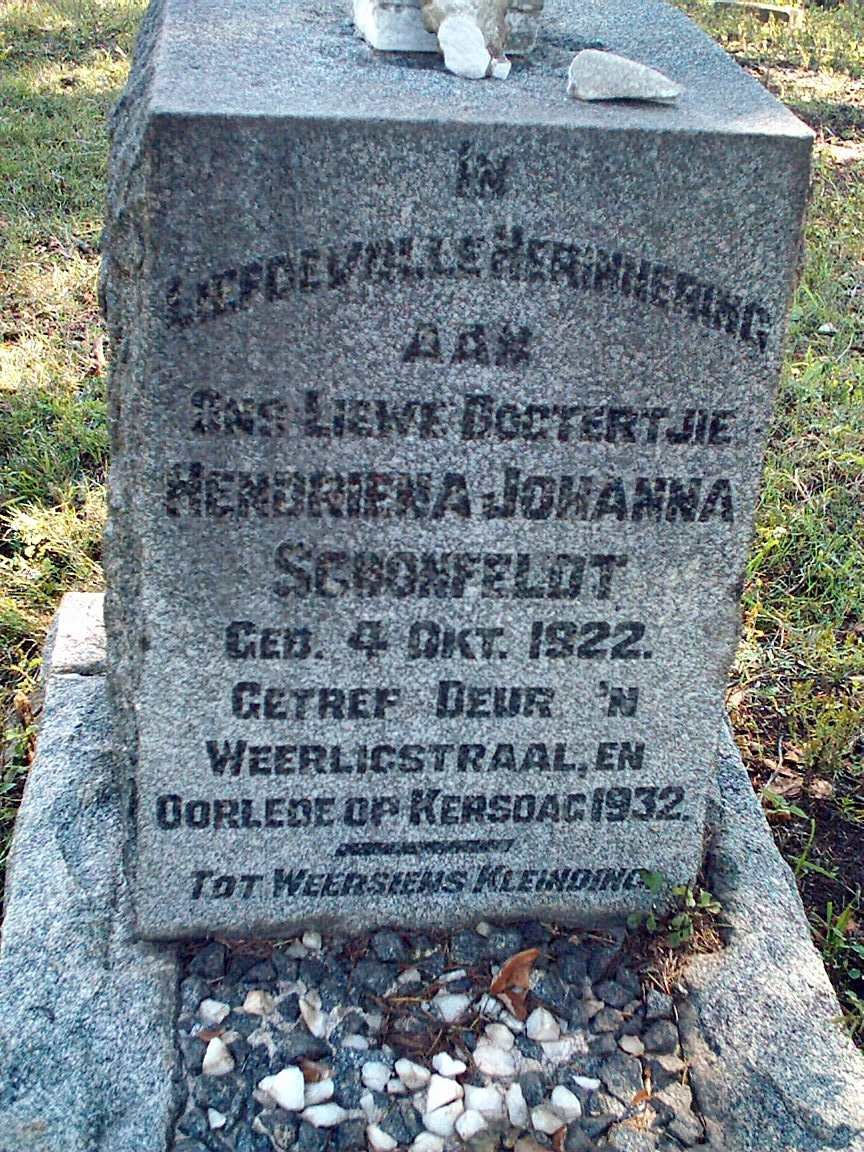 IN
LIEFDEVOLLE HERINNERING
AAN
ONS LIEWE DOGTERTJIE
HENDRIENA JOHANNA
SCHONFELDT
GEB. 4 OKT. 1922.
GETREF DEUR 'N
WEERLIGSTRAAL, EN
OORLEDE OP KERSDAG 1932.
TOT WEERSIENS KLEINDING.